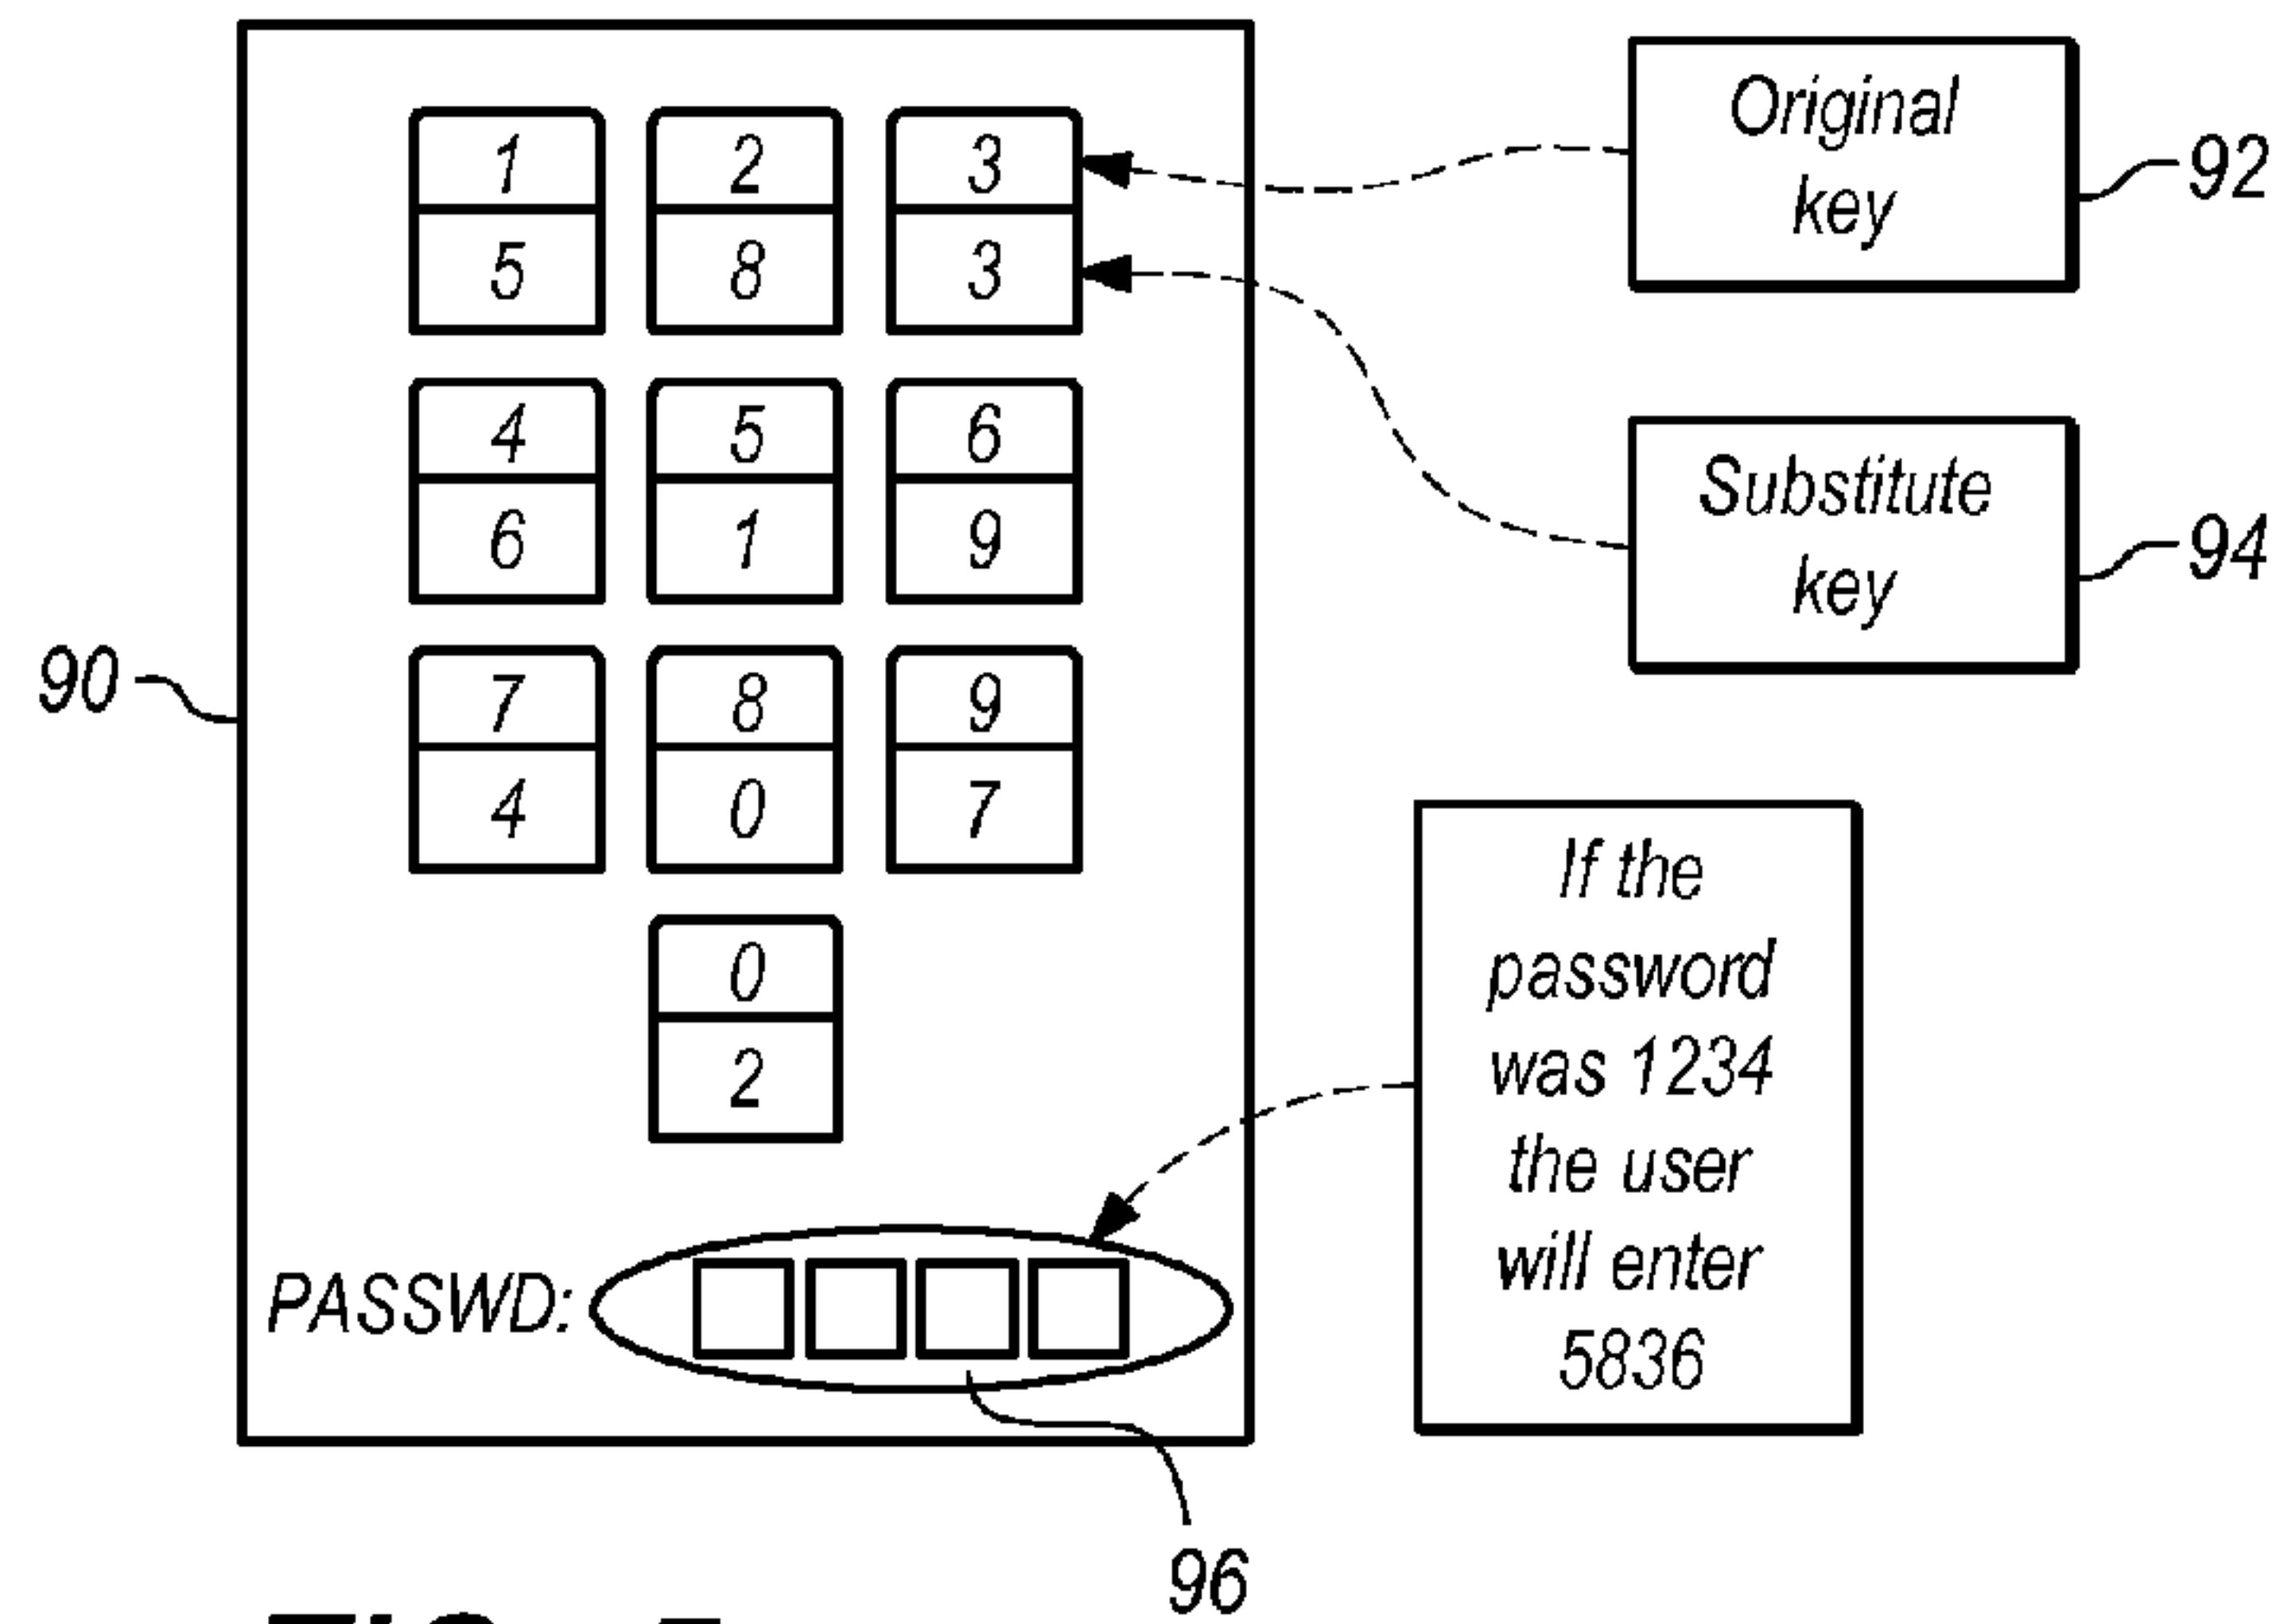 1 2 3
5 8 3
4 5 6
6 1 9
7 8 9
4 0 7
0
2
PASSWD:
90
Original
key
92
Substitute
key
94
If the
password
was 1234
the user
will enter
5836
96